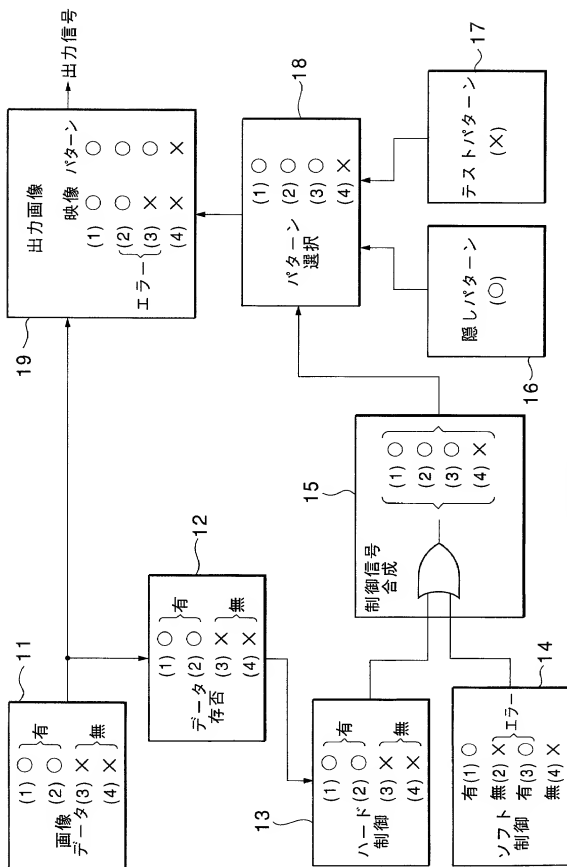 11
画像
データ
(1) ○
(2) ○
(3) ×
(4) ×
有
無
12
データ
存否
(1) ○
(2) ○
(3) ×
(4) ×
有
無
13
ハード
制御
(1) ○
(2) ○
(3) ×
(4) ×
有
無
14
ソフト
制御
有(1) ○
無(2) ×
有(3) ○
無(4) ×
エラー
15
制御信号
合成
(1) ○
(2) ○
(3) ○
(4) ×
16
隠しパターン
(○)
17
テストパターン
(×)
18
パターン
選択
(1) ○
(2) ○
(3) ○
(4) ×
19
出力画像
映像 パターン
(1) ○ ○
(2) ○ ○
(3) × ○
(4) × ×
エラー
出力信号